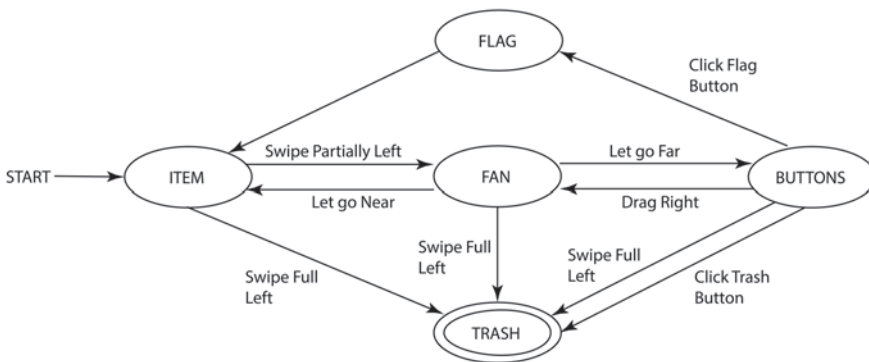 FLAG
Click Flag
Button
Swipe Partially Left
Let go Far
START
ITEM
FAN
BUTTONS
Let go Near
Drag Right
Swipe Full
Left
Swipe Full
Left
Swipe Full
Left
Click Trash
Button
TRASH